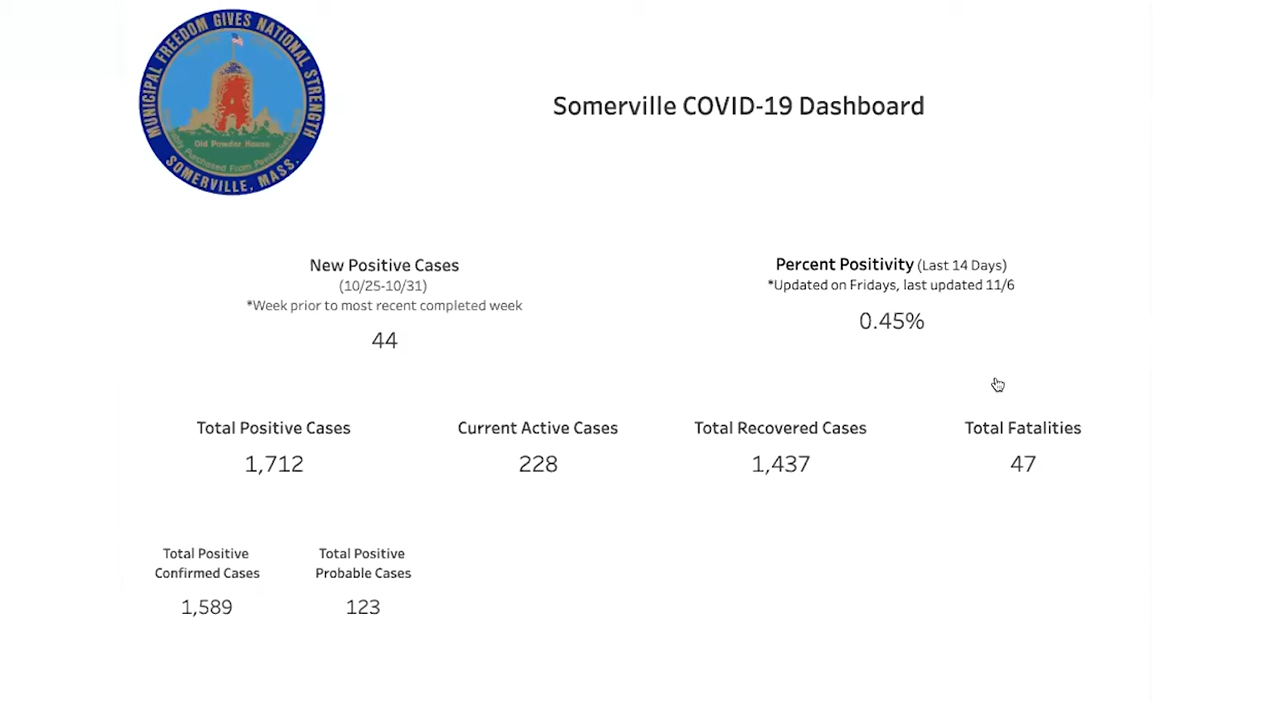 MUNICIPAL FREEDOM GIVES NATIONAL STRENGTH
Old Powder House
SOMERVILLE, MASS.
Somerville COVID-19 Dashboard
New Positive Cases
(10/25-10/31)
*Week prior to most recent completed week
44
Percent Positivity (Last 14 Days)
*Updated on Fridays, last updated 11/6
0.45%
Total Positive Cases
1,712
Current Active Cases
228
Total Recovered Cases
1,437
Total Fatalities
47
Total Positive
Confirmed Cases
1,589
Total Positive
Probable Cases
123